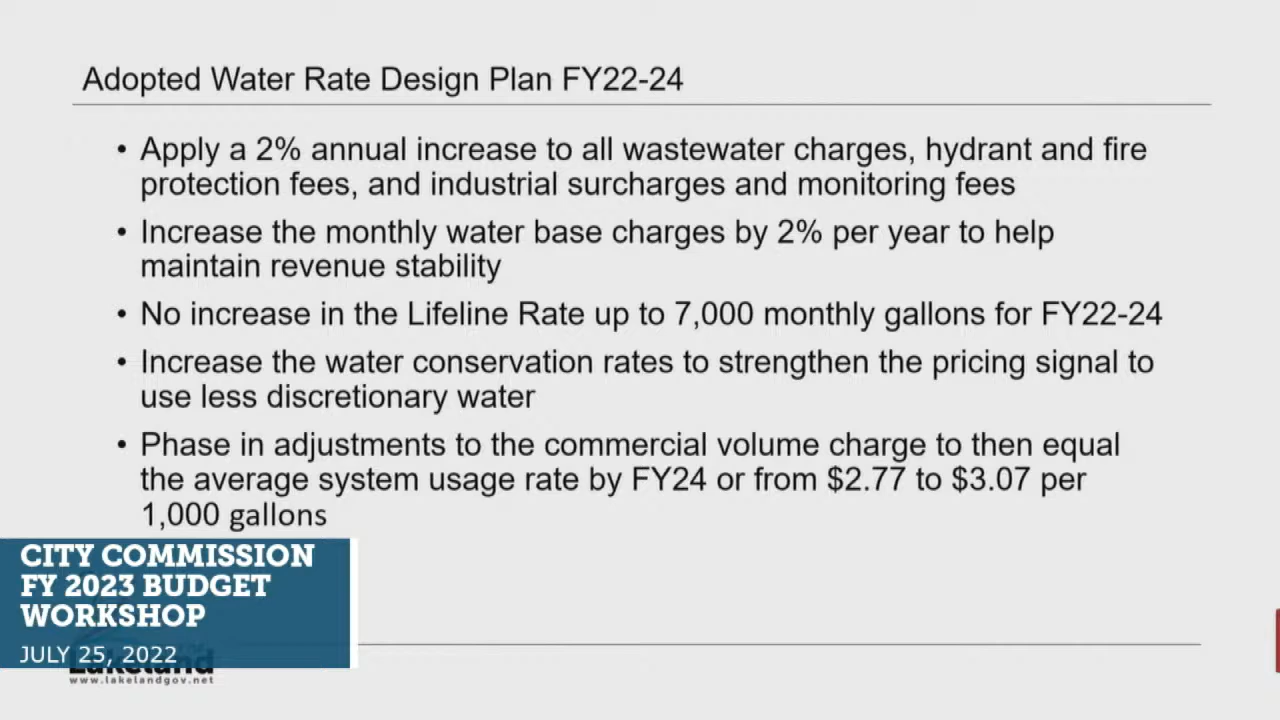 Adopted Water Rate Design Plan FY22-24
• Apply a 2% annual increase to all wastewater charges, hydrant and fire
protection fees, and industrial surcharges and monitoring fees
• Increase the monthly water base charges by 2% per year to help
maintain revenue stability
• No increase in the Lifeline Rate up to 7,000 monthly gallons for FY22-24
• Increase the water conservation rates to strengthen the pricing signal to
use less discretionary water
• Phase in adjustments to the commercial volume charge to then equal
the average system usage rate by FY24 or from $2.77 to $3.07 per
1,000 gallons
CITY COMMISSION
FY 2023 BUDGET
WORKSHOP
JULY 25, 2022
Lakeland
www.lakelandgov.net